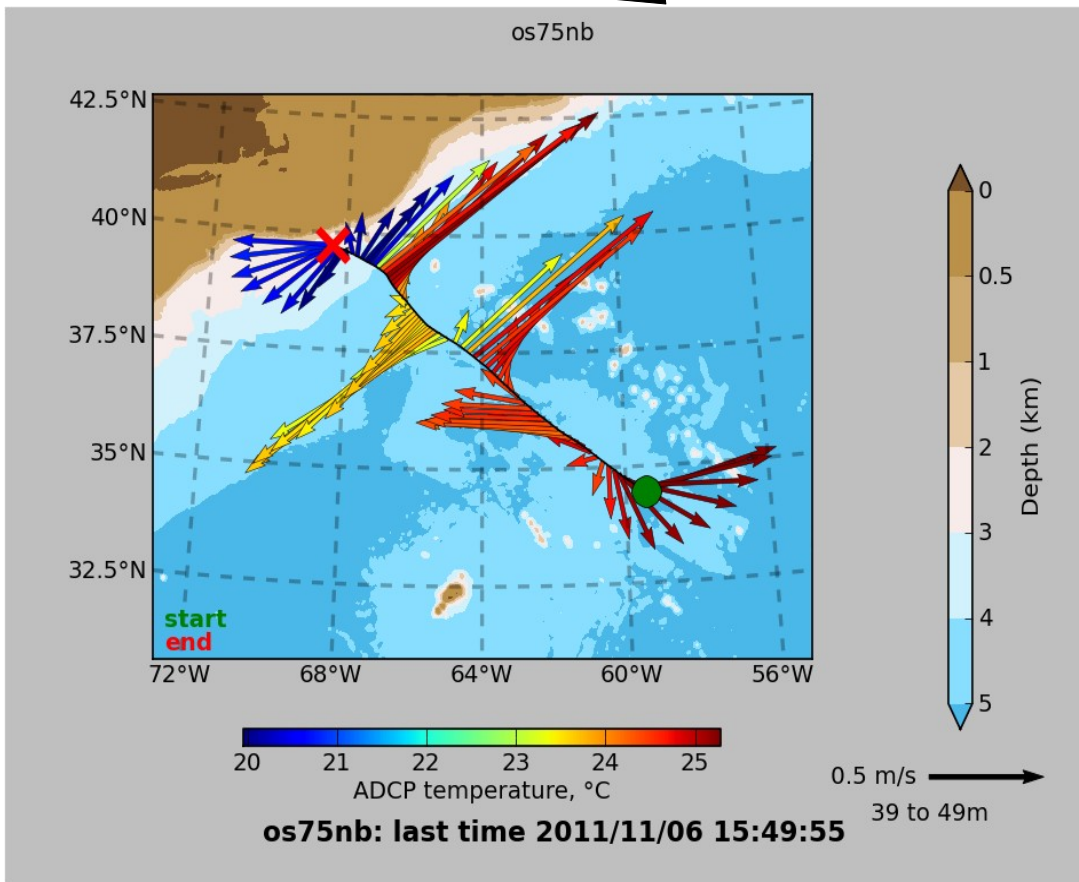 os75nb
42.5°N
40°N
37.5°N
35°N
32.5°N
start
end
72°W 68°W 64°W 60°W 56°W
0
0.5
1
2
3
4
5
Depth (km)
20 21 22 23 24 25
ADCP temperature, °C
0.5 m/s
39 to 49m
os75nb: last time 2011/11/06 15:49:55